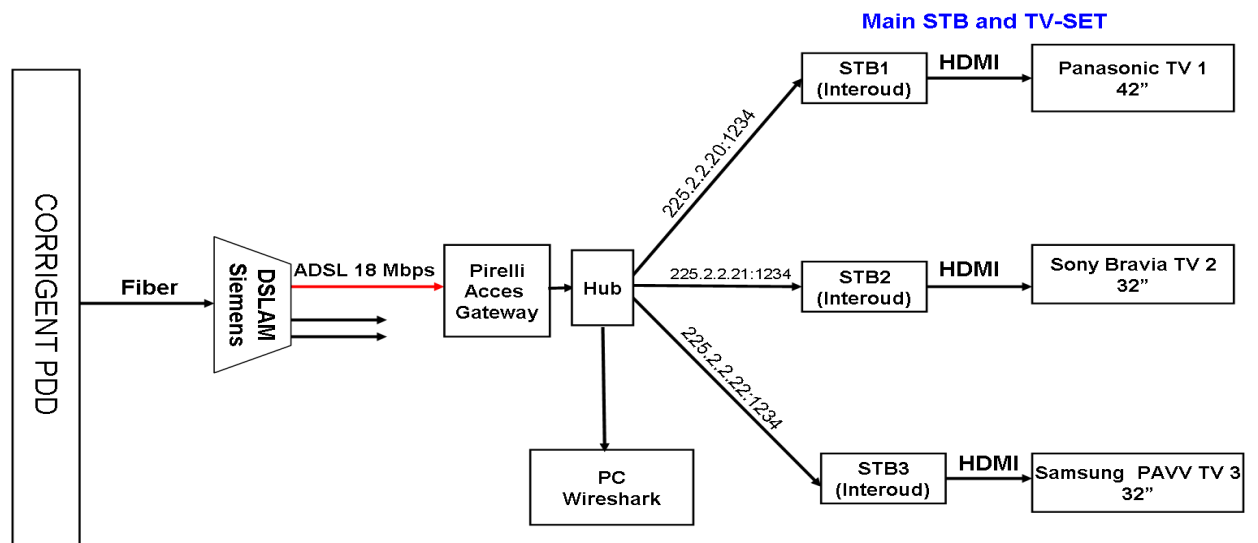 Main STB and TV-SET
CORRIGENT PDD
Fiber
DSLAM
Siemens
ADSL 18 Mbps
Pirelli
Acces
Gateway
Hub
PC
Wireshark
225.2.2.20:1234
STB1
(Interoud)
HDMI
Panasonic TV 1
42”
225.2.2.21:1234
STB2
(Interoud)
HDMI
Sony Bravia TV 2
32”
225.2.2.22:1234
STB3
(Interoud)
HDMI
Samsung PAVV TV 3
32”